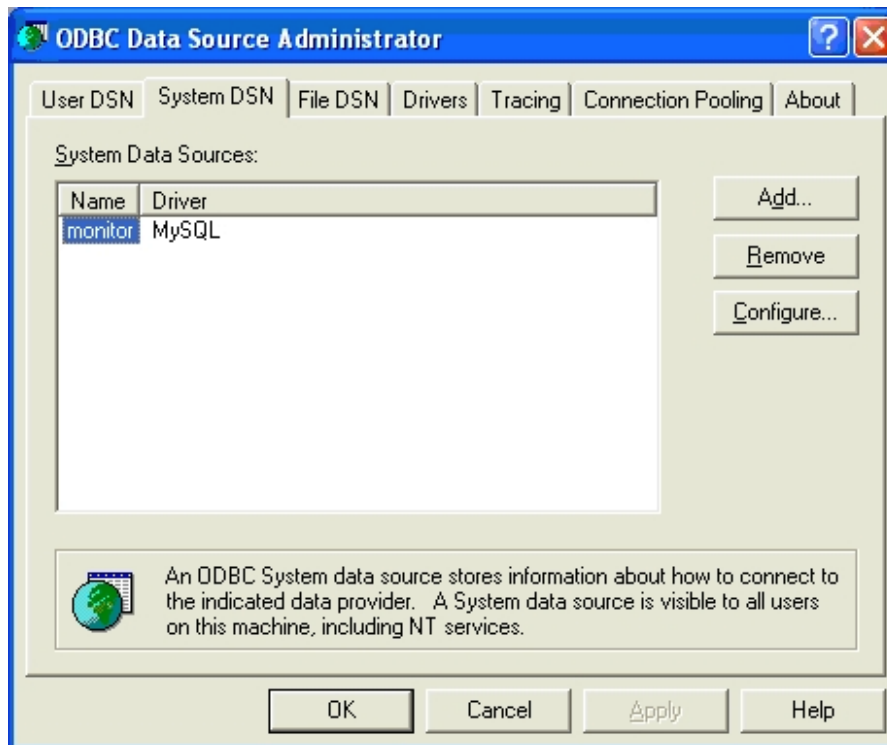 ODBC Data Source Administrator
?
User DSN System DSN File DSN Drivers Tracing Connection Pooling About
System Data Sources:
Name Driver
monitor MySQL
Add...
Remove
Configure...
An ODBC System data source stores information about how to connect to
the indicated data provider. A System data source is visible to all users
on this machine, including NT services.
OK Cancel Apply Help